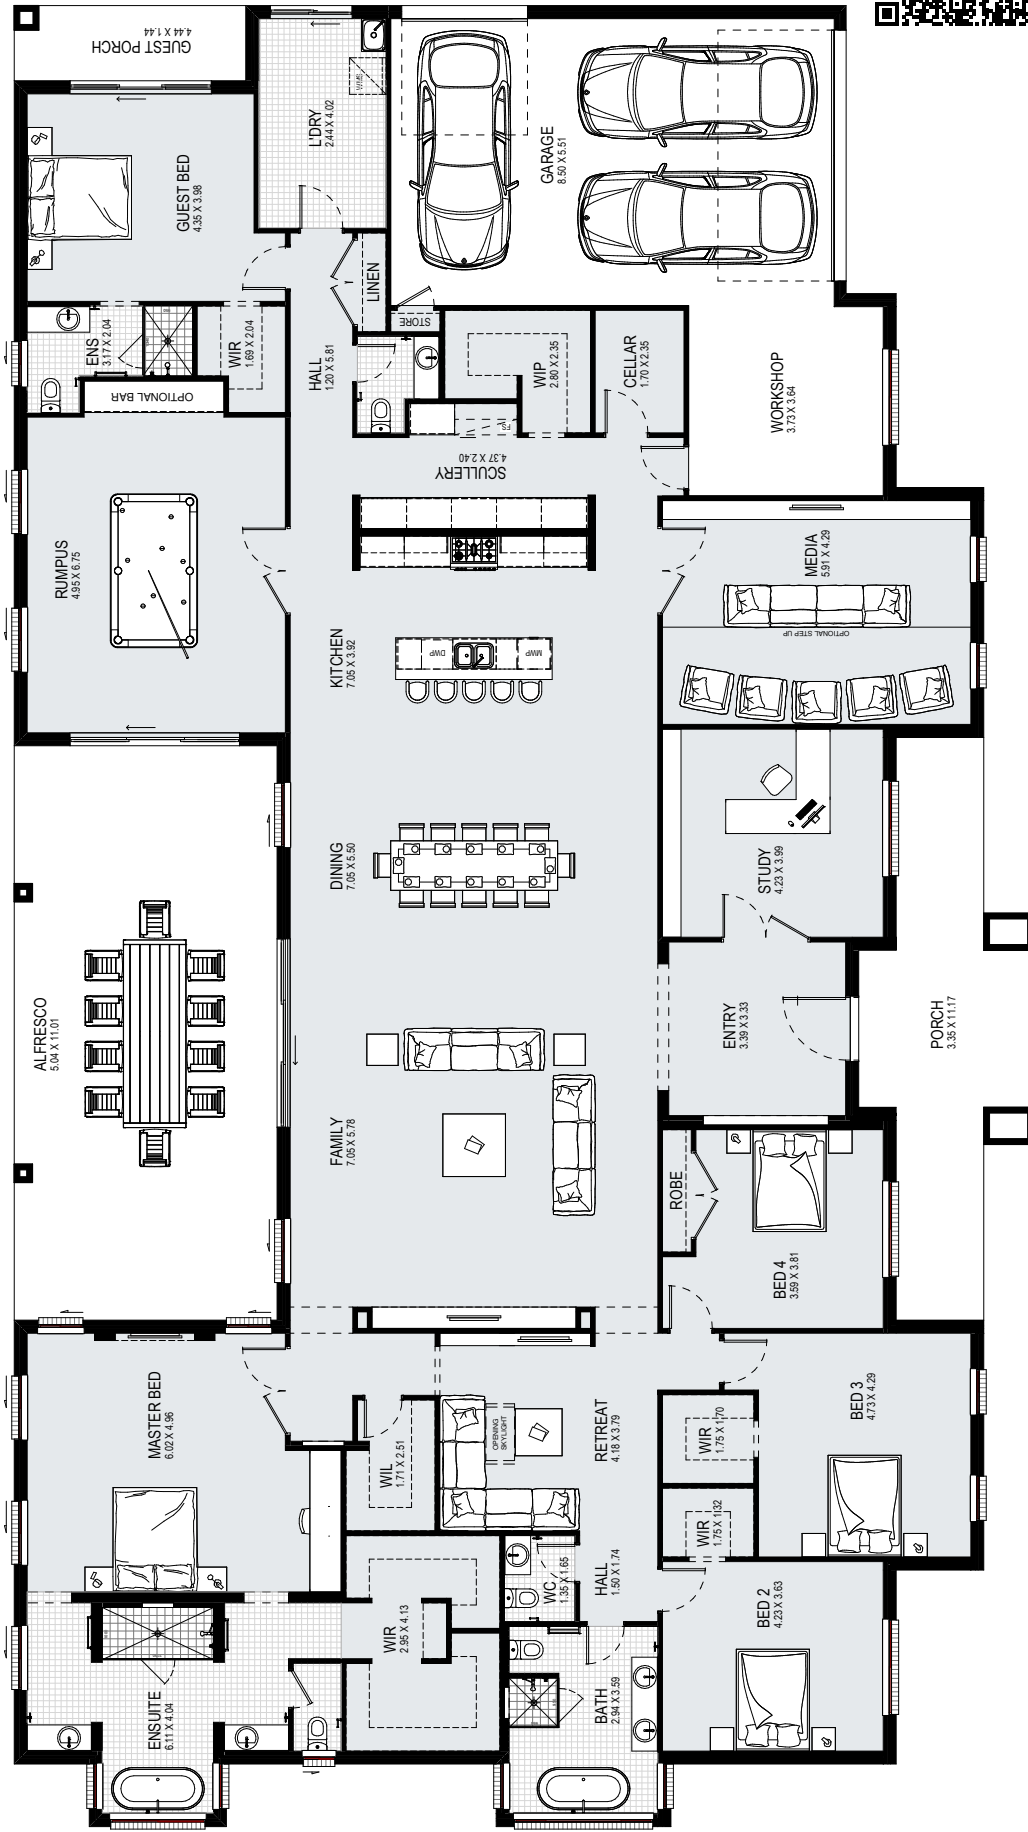 GUEST PORCH
4.44 X 1.44
L'DRY
2.44 X 4.02
WMS
GARAGE
8.50 X 5.51
GUEST BED
4.35 X 3.98
LINEN
STORE
ENS
3.17 X 2.04
WIR
1.69 X 2.04
HALL
1.20 X 5.81
WIP
2.80 X 2.35
CELLAR
1.70 X 2.35
WORKSHOP
3.73 X 3.64
OPTIONAL BAR
FS
SCULLERY
4.37 X 2.40
RUMPUS
4.95 X 6.75
MEDIA
5.91 X 4.29
OPTIONAL STEP UP
KITCHEN
7.05 X 3.92
DWP
MWP
DINING
7.05 X 5.50
STUDY
4.23 X 3.99
ALFRESCO
5.04 X 11.01
ENTRY
3.39 X 3.33
PORCH
3.35 X 11.17
FAMILY
7.05 X 5.78
ROBE
BED 4
3.59 X 3.81
MASTER BED
6.02 X 4.96
WIL
1.71 X 2.51
OPENING
SKYLIGHT
RETREAT
4.18 X 3.79
WIR
1.75 X 1.70
BED 3
4.73 X 4.29
WIR
1.75 X 1.32
WC
1.35 X 1.65
HALL
1.50 X 1.74
WIR
2.95 X 4.13
BED 2
4.23 X 3.63
ENSUITE
6.11 X 4.04
BATH
2.94 X 3.59